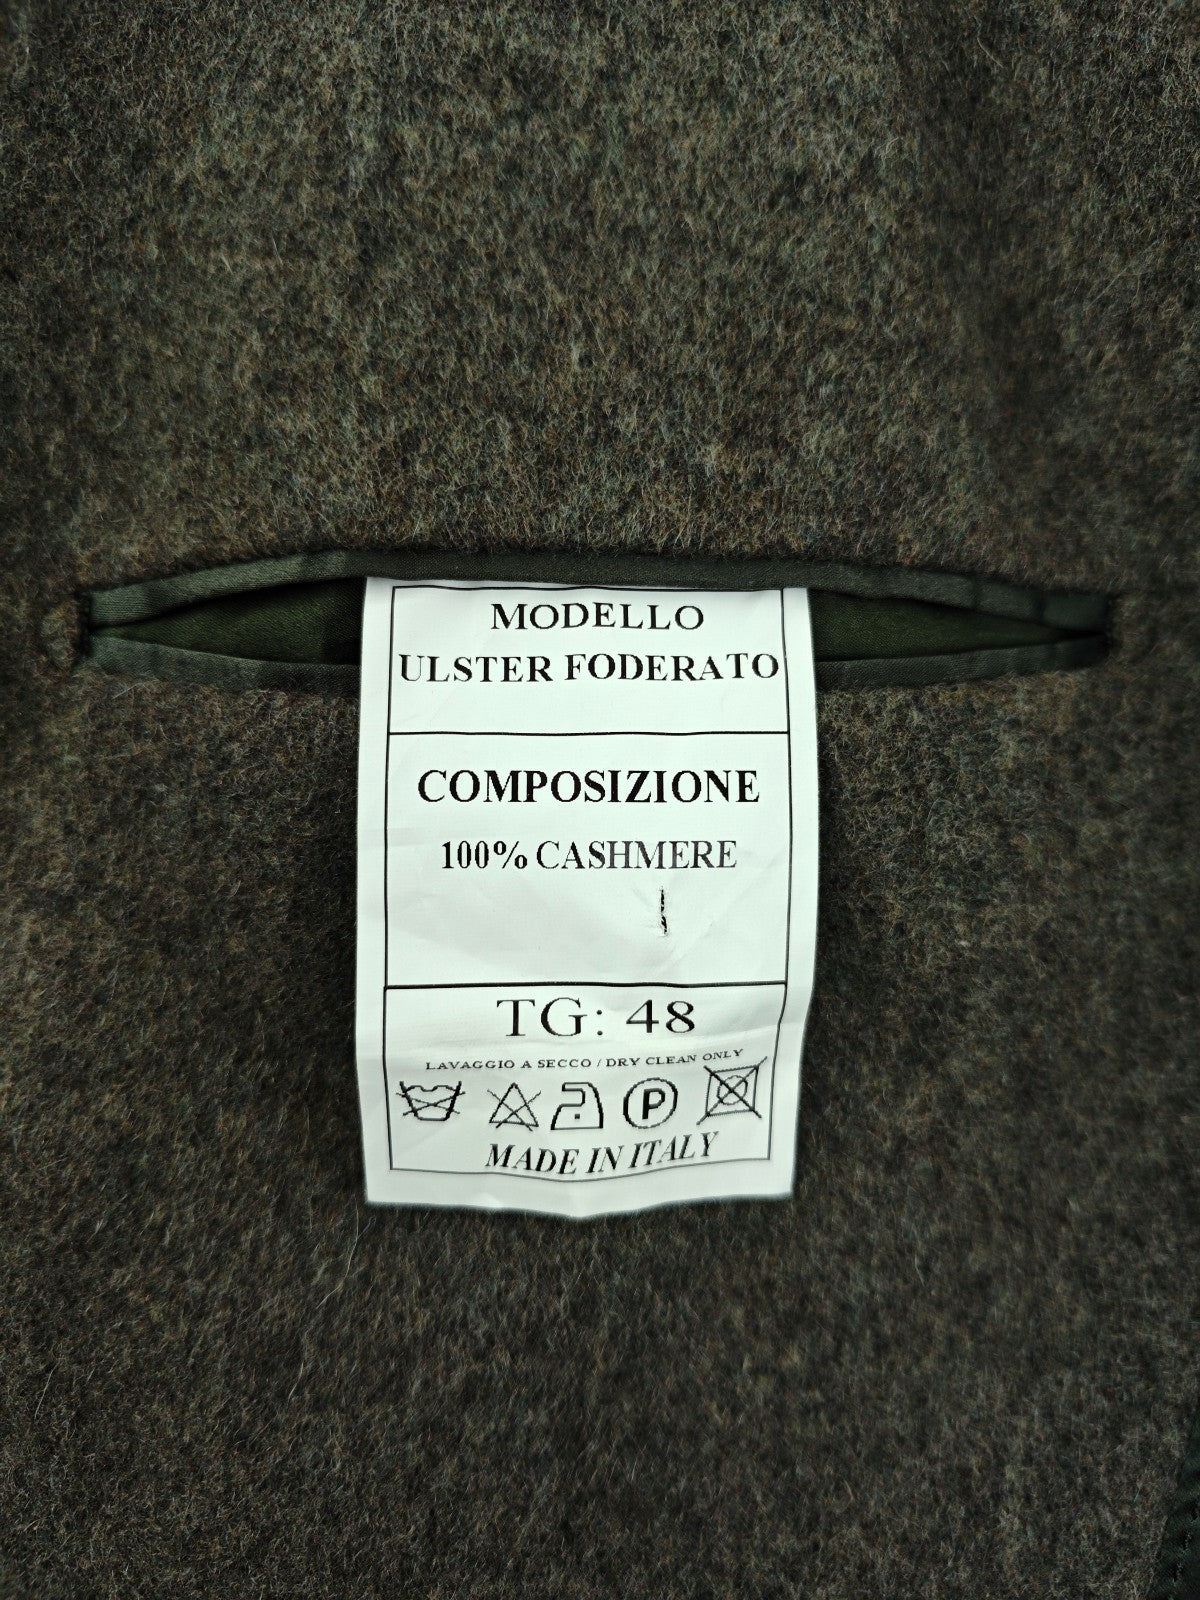 MODELLO
ULSTER FODERATO
COMPOSIZIONE
100% CASHMERE
TG: 48
LAVAGGIO A SECCO / DRY CLEAN ONLY
P
MADE IN ITALY